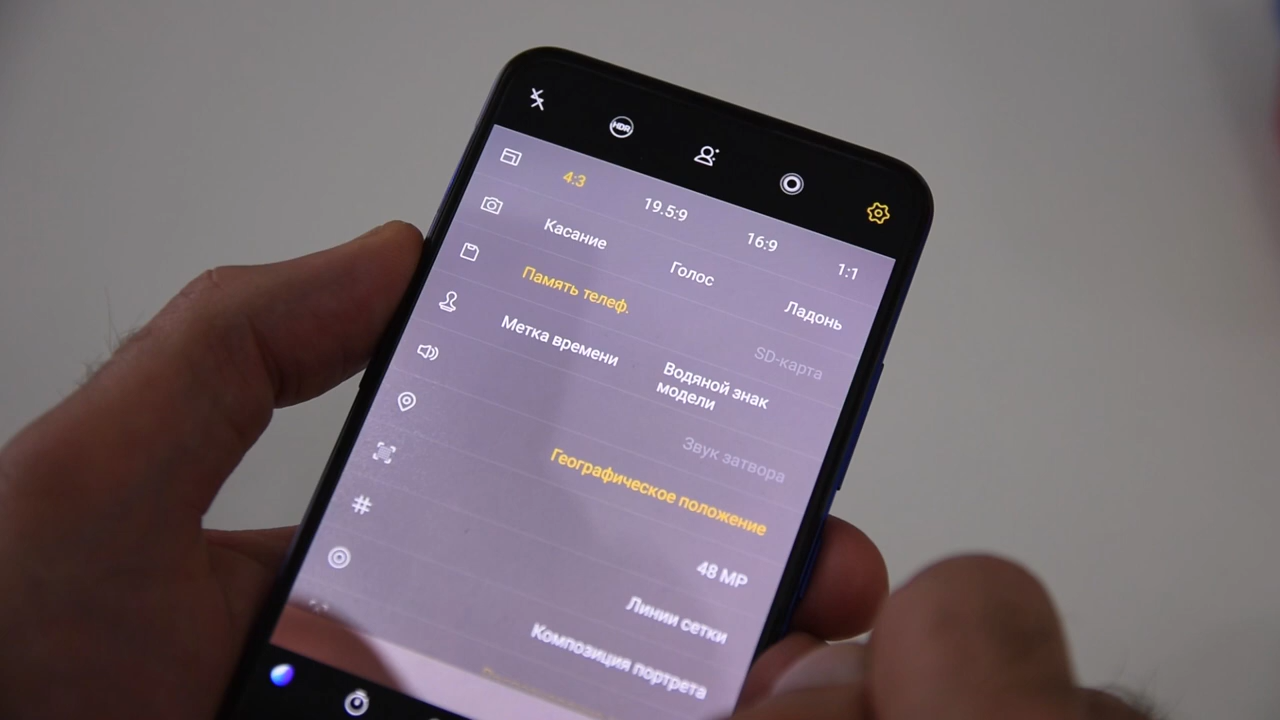 HDR
4:3 19.5:9 16:9 1:1
Касание Голос Ладонь
Память телеф. SD-карта
Метка времени Водяной знак
модели
Звук затвора
Географическое положение
48 MP
Линии сетки
Композиция портрета